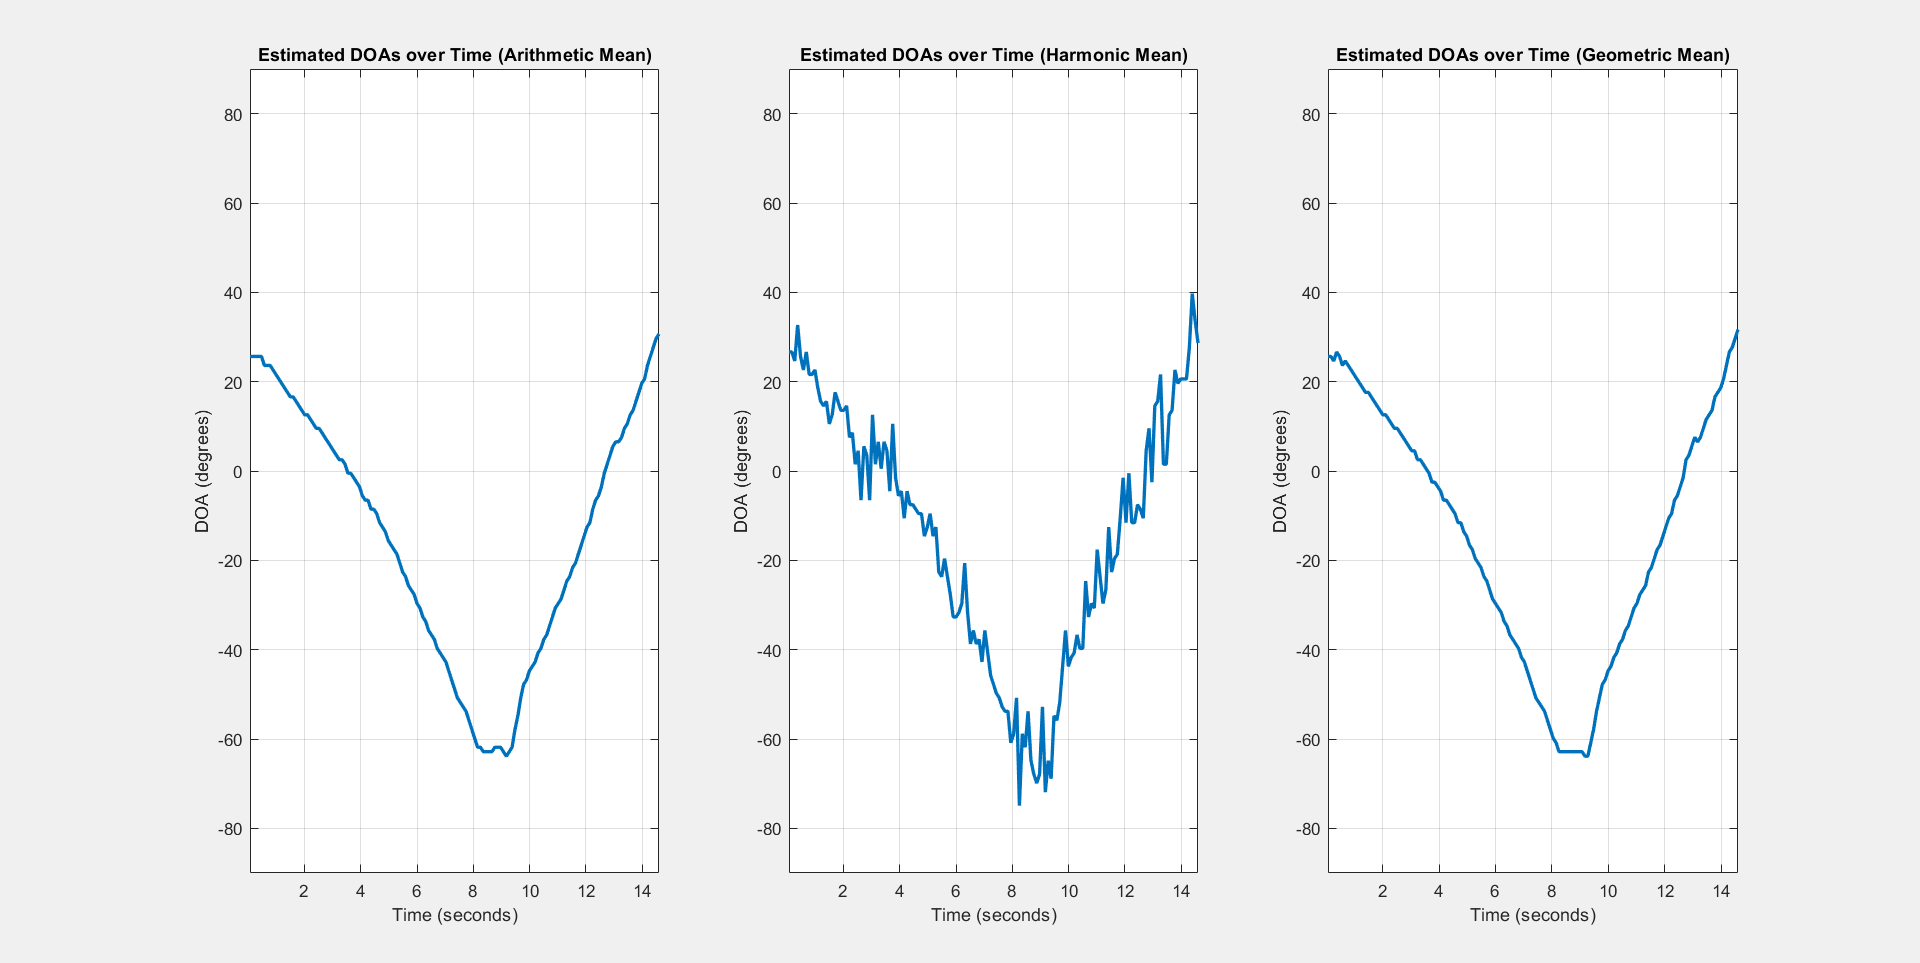 Estimated DOAs over Time (Arithmetic Mean)
80
60
40
20
0
-20
-40
-60
-80
DOA (degrees)
2 4 6 8 10 12 14
Time (seconds)
Estimated DOAs over Time (Harmonic Mean)
80
60
40
20
0
-20
-40
-60
-80
DOA (degrees)
2 4 6 8 10 12 14
Time (seconds)
Estimated DOAs over Time (Geometric Mean)
80
60
40
20
0
-20
-40
-60
-80
DOA (degrees)
2 4 6 8 10 12 14
Time (seconds)